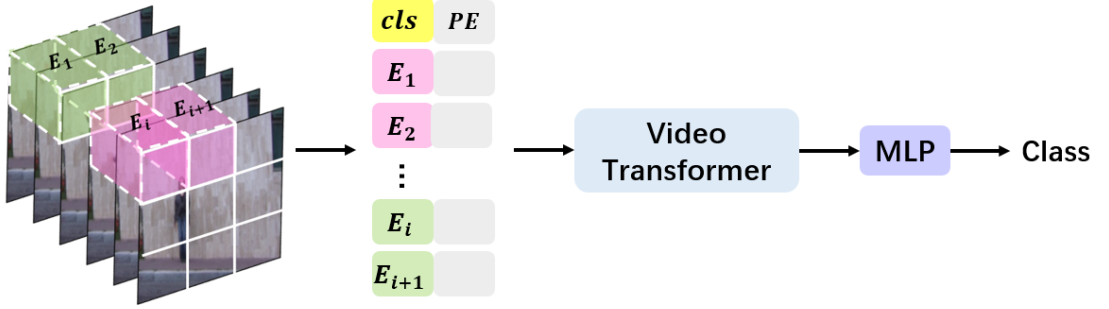 E₁ E₂
Eᵢ Eᵢ₊₁
cls PE
E₁
E₂
⋮
Eᵢ
Eᵢ₊₁
Video
Transformer
MLP
Class